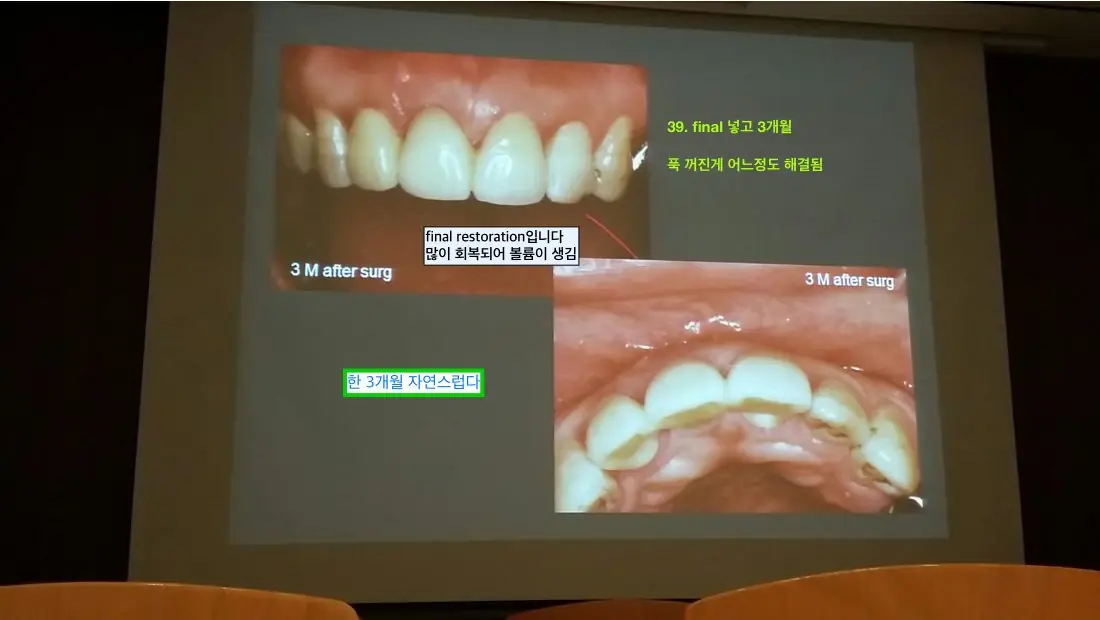 39. final 넣고 3개월
푹 꺼진게 어느정도 해결됨
final restoration입니다
많이 회복되어 볼륨이 생김
3 M after surg
3 M after surg
한 3개월 자연스럽다